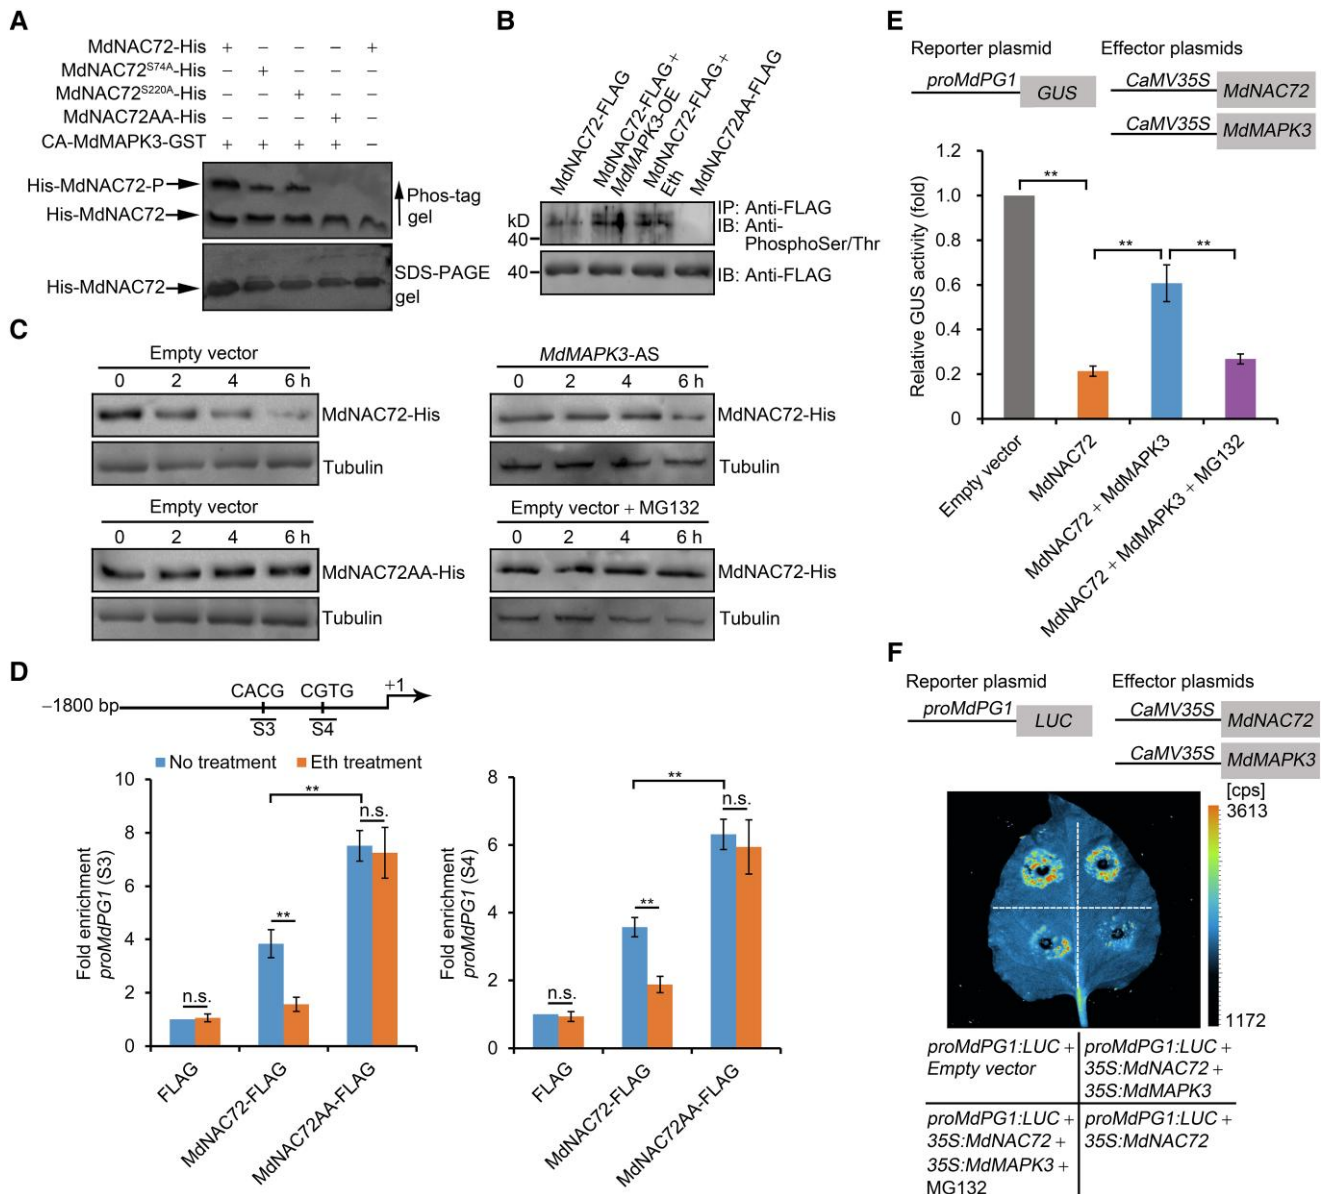 A
MdNAC72-His + – – – +
MdNAC72S74A-His – + – – –
MdNAC72S220A-His – – + – –
MdNAC72AA-His – – – + –
CA-MdMAPK3-GST + + + + –
His-MdNAC72-P
His-MdNAC72
Phos-tag
gel
His-MdNAC72
SDS-PAGE
gel
B
MdNAC72-FLAG
MdNAC72-FLAG +
MdMAPK3-OE
MdNAC72-FLAG +
Eth
MdNAC72AA-FLAG
kD
40
40
IP: Anti-FLAG
IB: Anti-
PhosphoSer/Thr
IB: Anti-FLAG
C
Empty vector
0 2 4 6 h
MdNAC72-His
Tubulin
MdMAPK3-AS
0 2 4 6 h
MdNAC72-His
Tubulin
Empty vector
0 2 4 6 h
MdNAC72AA-His
Tubulin
Empty vector + MG132
0 2 4 6 h
MdNAC72-His
Tubulin
D
–1800 bp
CACG CGTG
+1
S3 S4
No treatment Eth treatment
Fold enrichment
proMdPG1 (S3)
10
8
6
4
2
0
n.s.
**
**
n.s.
FLAG
MdNAC72-FLAG
MdNAC72AA-FLAG
Fold enrichment
proMdPG1 (S4)
8
6
4
2
0
n.s.
**
**
n.s.
FLAG
MdNAC72-FLAG
MdNAC72AA-FLAG
E
Reporter plasmid Effector plasmids
proMdPG1 GUS
CaMV35S MdNAC72
CaMV35S MdMAPK3
Relative GUS activity (fold)
1.2
1.0
0.8
0.6
0.4
0.2
0
**
**
**
Empty vector
MdNAC72
MdNAC72 + MdMAPK3
MdNAC72 + MdMAPK3 + MG132
F
Reporter plasmid Effector plasmids
proMdPG1 LUC
CaMV35S MdNAC72
CaMV35S MdMAPK3
[cps]
3613
1172
proMdPG1:LUC +
Empty vector
proMdPG1:LUC +
35S:MdNAC72 +
35S:MdMAPK3
proMdPG1:LUC +
35S:MdNAC72 +
35S:MdMAPK3 +
MG132
proMdPG1:LUC +
35S:MdNAC72